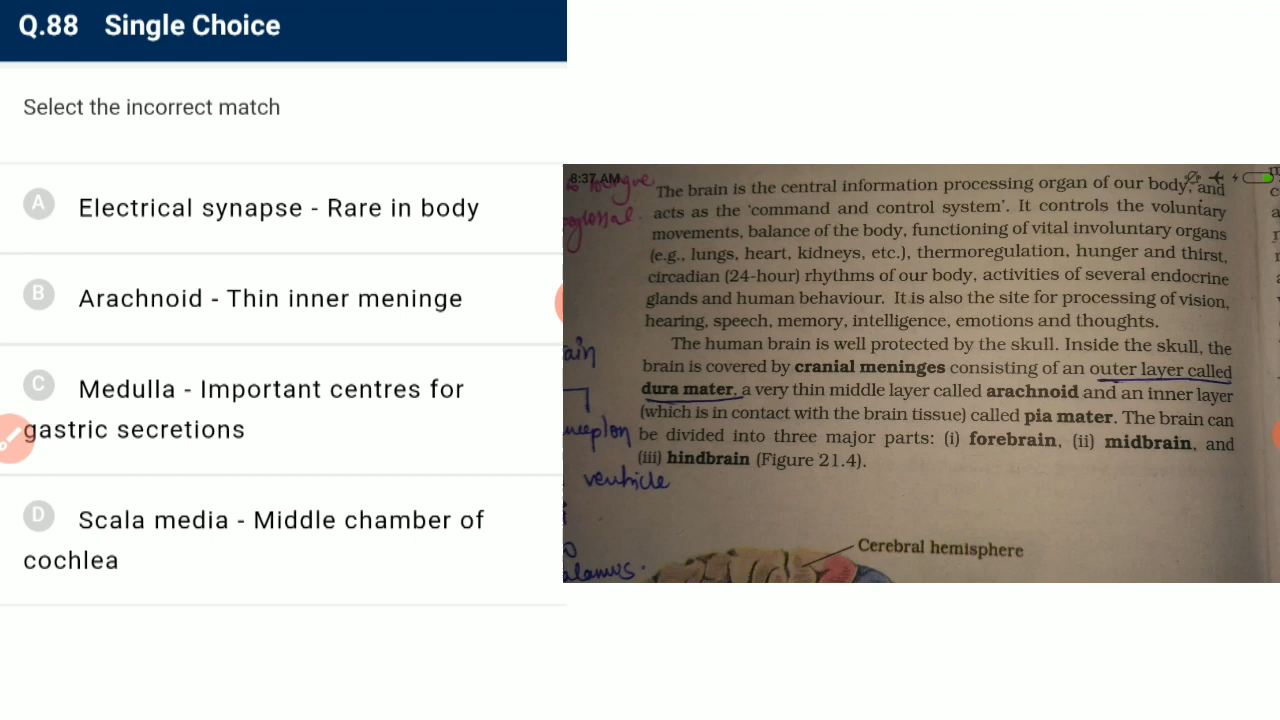 Q.88 Single Choice
Select the incorrect match
A Electrical synapse - Rare in body
B Arachnoid - Thin inner meninge
C Medulla - Important centres for
gastric secretions
D Scala media - Middle chamber of
cochlea
8:37 AM
tongue
The brain is the central information processing organ of our body, and
acts as the ‘command and control system’. It controls the voluntary
movements, balance of the body, functioning of vital involuntary organs
(e.g., lungs, heart, kidneys, etc.), thermoregulation, hunger and thirst,
circadian (24-hour) rhythms of our body, activities of several endocrine
glands and human behaviour. It is also the site for processing of vision,
hearing, speech, memory, intelligence, emotions and thoughts.
The human brain is well protected by the skull. Inside the skull, the
brain is covered by cranial meninges consisting of an outer layer called
dura mater, a very thin middle layer called arachnoid and an inner layer
(which is in contact with the brain tissue) called pia mater. The brain can
be divided into three major parts: (i) forebrain, (ii) midbrain, and
(iii) hindbrain (Figure 21.4).
ventricle
Cerebral hemisphere